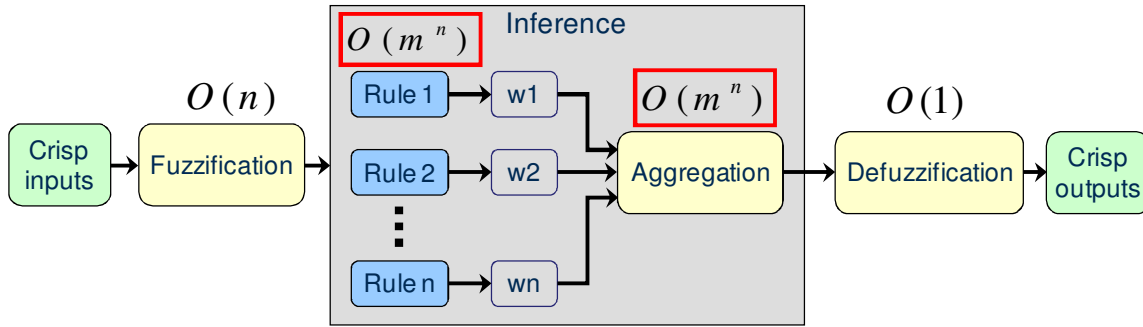 Inference
O ( m ^n )
Rule 1
w1
O ( n )
O ( m ^n )
O (1)
Crisp
inputs
Fuzzification
Rule 2
w2
Aggregation
Defuzzification
Crisp
outputs
Rule n
wn